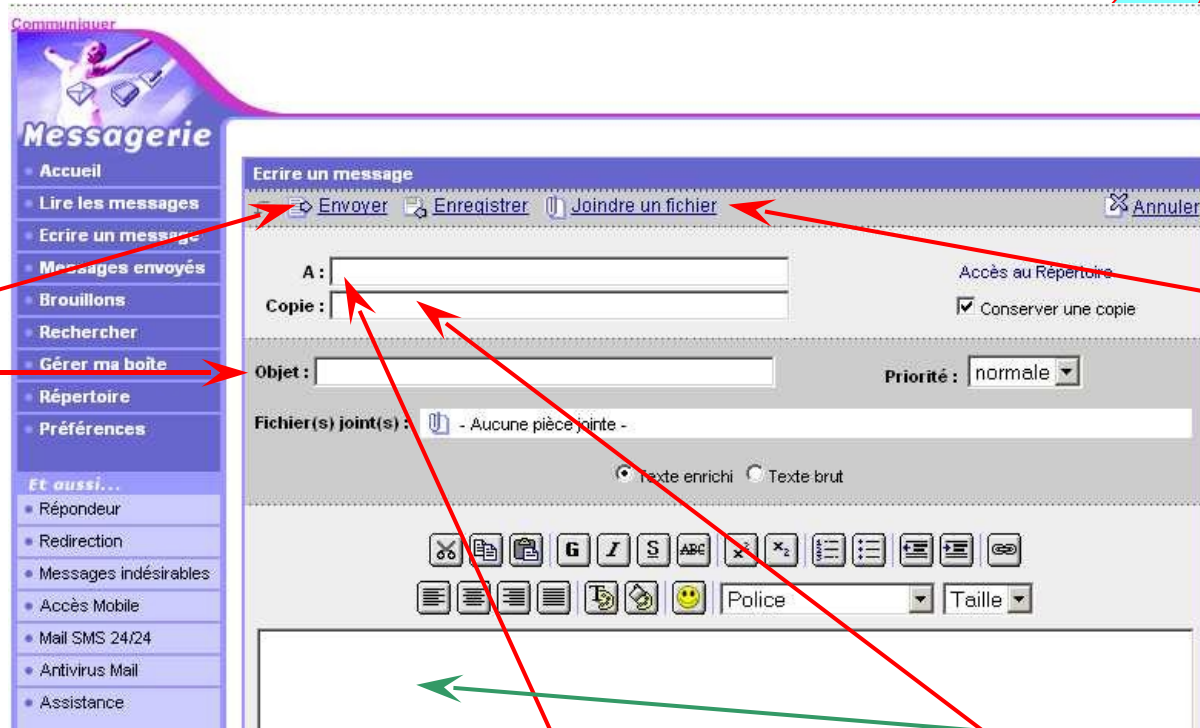 Communiquer
Messagerie
Accueil
Lire les messages
Ecrire un message
Messages envoyés
Brouillons
Rechercher
Gérer ma boîte
Répertoire
Préférences
Et aussi...
Répondeur
Redirection
Messages indésirables
Accès Mobile
Mail SMS 24/24
Antivirus Mail
Assistance
Ecrire un message
Envoyer Enregistrer Joindre un fichier Annuler
A : Accès au Répertoire
Copie : Conserver une copie
Objet : Priorité : normale
Fichier(s) joint(s) : - Aucune pièce jointe -
Texte enrichi Texte brut
G I S ABC x² x₂
Police Taille